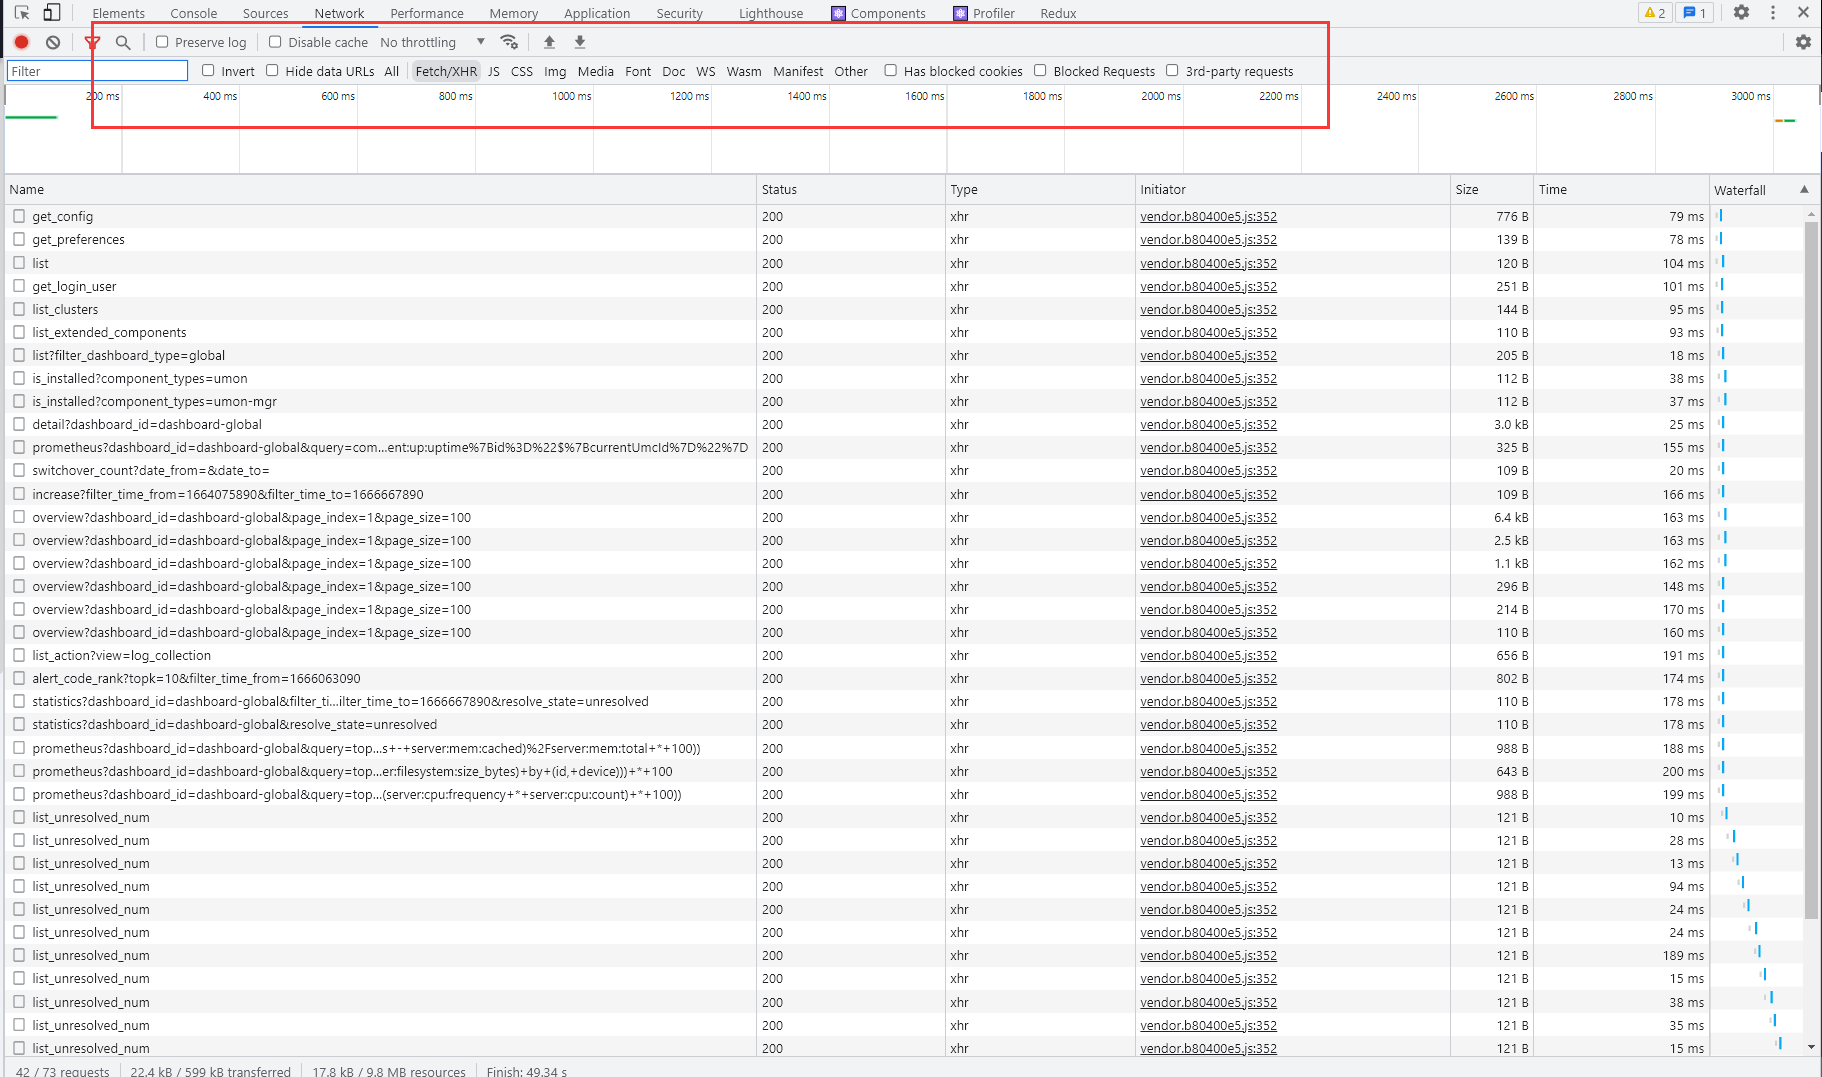 Elements Console Sources Network Performance Memory Application Security Lighthouse Components Profiler Redux 2 1
Preserve log Disable cache No throttling
Filter Invert Hide data URLs All Fetch/XHR JS CSS Img Media Font Doc WS Wasm Manifest Other Has blocked cookies Blocked Requests 3rd-party requests
200 ms 400 ms 600 ms 800 ms 1000 ms 1200 ms 1400 ms 1600 ms 1800 ms 2000 ms 2200 ms 2400 ms 2600 ms 2800 ms 3000 ms
Name Status Type Initiator Size Time Waterfall
get_config 200 xhr vendor.b80400e5.js:352 776 B 79 ms
get_preferences 200 xhr vendor.b80400e5.js:352 139 B 78 ms
list 200 xhr vendor.b80400e5.js:352 120 B 104 ms
get_login_user 200 xhr vendor.b80400e5.js:352 251 B 101 ms
list_clusters 200 xhr vendor.b80400e5.js:352 144 B 95 ms
list_extended_components 200 xhr vendor.b80400e5.js:352 110 B 93 ms
list?filter_dashboard_type=global 200 xhr vendor.b80400e5.js:352 205 B 18 ms
is_installed?component_types=umon 200 xhr vendor.b80400e5.js:352 112 B 38 ms
is_installed?component_types=umon-mgr 200 xhr vendor.b80400e5.js:352 112 B 37 ms
detail?dashboard_id=dashboard-global 200 xhr vendor.b80400e5.js:352 3.0 kB 25 ms
prometheus?dashboard_id=dashboard-global&query=com...ent:up:uptime%7Bid%3D%22$%7BcurrentUmcId%7D%22%7D 200 xhr vendor.b80400e5.js:352 325 B 155 ms
switchover_count?date_from=&date_to= 200 xhr vendor.b80400e5.js:352 109 B 20 ms
increase?filter_time_from=1664075890&filter_time_to=1666667890 200 xhr vendor.b80400e5.js:352 109 B 166 ms
overview?dashboard_id=dashboard-global&page_index=1&page_size=100 200 xhr vendor.b80400e5.js:352 6.4 kB 163 ms
overview?dashboard_id=dashboard-global&page_index=1&page_size=100 200 xhr vendor.b80400e5.js:352 2.5 kB 163 ms
overview?dashboard_id=dashboard-global&page_index=1&page_size=100 200 xhr vendor.b80400e5.js:352 1.1 kB 162 ms
overview?dashboard_id=dashboard-global&page_index=1&page_size=100 200 xhr vendor.b80400e5.js:352 296 B 148 ms
overview?dashboard_id=dashboard-global&page_index=1&page_size=100 200 xhr vendor.b80400e5.js:352 214 B 170 ms
overview?dashboard_id=dashboard-global&page_index=1&page_size=100 200 xhr vendor.b80400e5.js:352 110 B 160 ms
list_action?view=log_collection 200 xhr vendor.b80400e5.js:352 656 B 191 ms
alert_code_rank?topk=10&filter_time_from=1666063090 200 xhr vendor.b80400e5.js:352 802 B 174 ms
statistics?dashboard_id=dashboard-global&filter_ti...ilter_time_to=1666667890&resolve_state=unresolved 200 xhr vendor.b80400e5.js:352 110 B 178 ms
statistics?dashboard_id=dashboard-global&resolve_state=unresolved 200 xhr vendor.b80400e5.js:352 110 B 178 ms
prometheus?dashboard_id=dashboard-global&query=top...s+-+server:mem:cached)%2Fserver:mem:total+*+100)) 200 xhr vendor.b80400e5.js:352 988 B 188 ms
prometheus?dashboard_id=dashboard-global&query=top...er:filesystem:size_bytes)+by+(id,+device)))+*+100 200 xhr vendor.b80400e5.js:352 643 B 200 ms
prometheus?dashboard_id=dashboard-global&query=top...(server:cpu:frequency+*+server:cpu:count)+*+100)) 200 xhr vendor.b80400e5.js:352 988 B 199 ms
list_unresolved_num 200 xhr vendor.b80400e5.js:352 121 B 10 ms
list_unresolved_num 200 xhr vendor.b80400e5.js:352 121 B 28 ms
list_unresolved_num 200 xhr vendor.b80400e5.js:352 121 B 13 ms
list_unresolved_num 200 xhr vendor.b80400e5.js:352 121 B 94 ms
list_unresolved_num 200 xhr vendor.b80400e5.js:352 121 B 24 ms
list_unresolved_num 200 xhr vendor.b80400e5.js:352 121 B 24 ms
list_unresolved_num 200 xhr vendor.b80400e5.js:352 121 B 189 ms
list_unresolved_num 200 xhr vendor.b80400e5.js:352 121 B 15 ms
list_unresolved_num 200 xhr vendor.b80400e5.js:352 121 B 38 ms
list_unresolved_num 200 xhr vendor.b80400e5.js:352 121 B 35 ms
list_unresolved_num 200 xhr vendor.b80400e5.js:352 121 B 15 ms
42 / 73 requests 22.4 kB / 599 kB transferred 17.8 kB / 9.8 MB resources Finish: 49.34 s